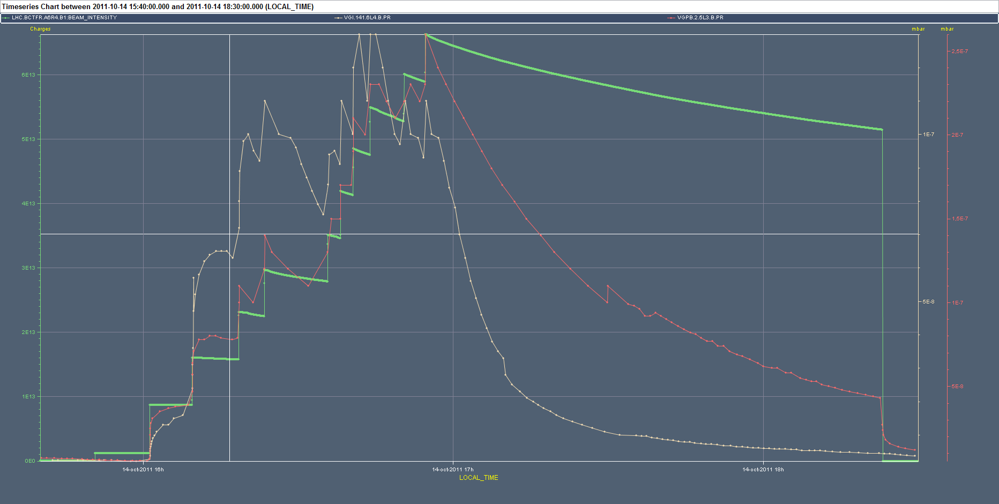 Timeseries Chart between 2011-10-14 15:40:00.000 and 2011-10-14 18:30:00.000 (LOCAL_TIME)
LHC.BCTFR.A6R4.B1:BEAM_INTENSITY VGI.141.6L4.B.PR VGPB.2.5L3.B.PR
Charges mbar mbar
2,5E-7
6E13
1E-7 2E-7
5E13
4E13
1,5E-7
3E13
5E-8 1E-7
2E13
5E-8
1E13
0E0
14-oct-2011 16h 14-oct-2011 17h 14-oct-2011 18h
LOCAL_TIME